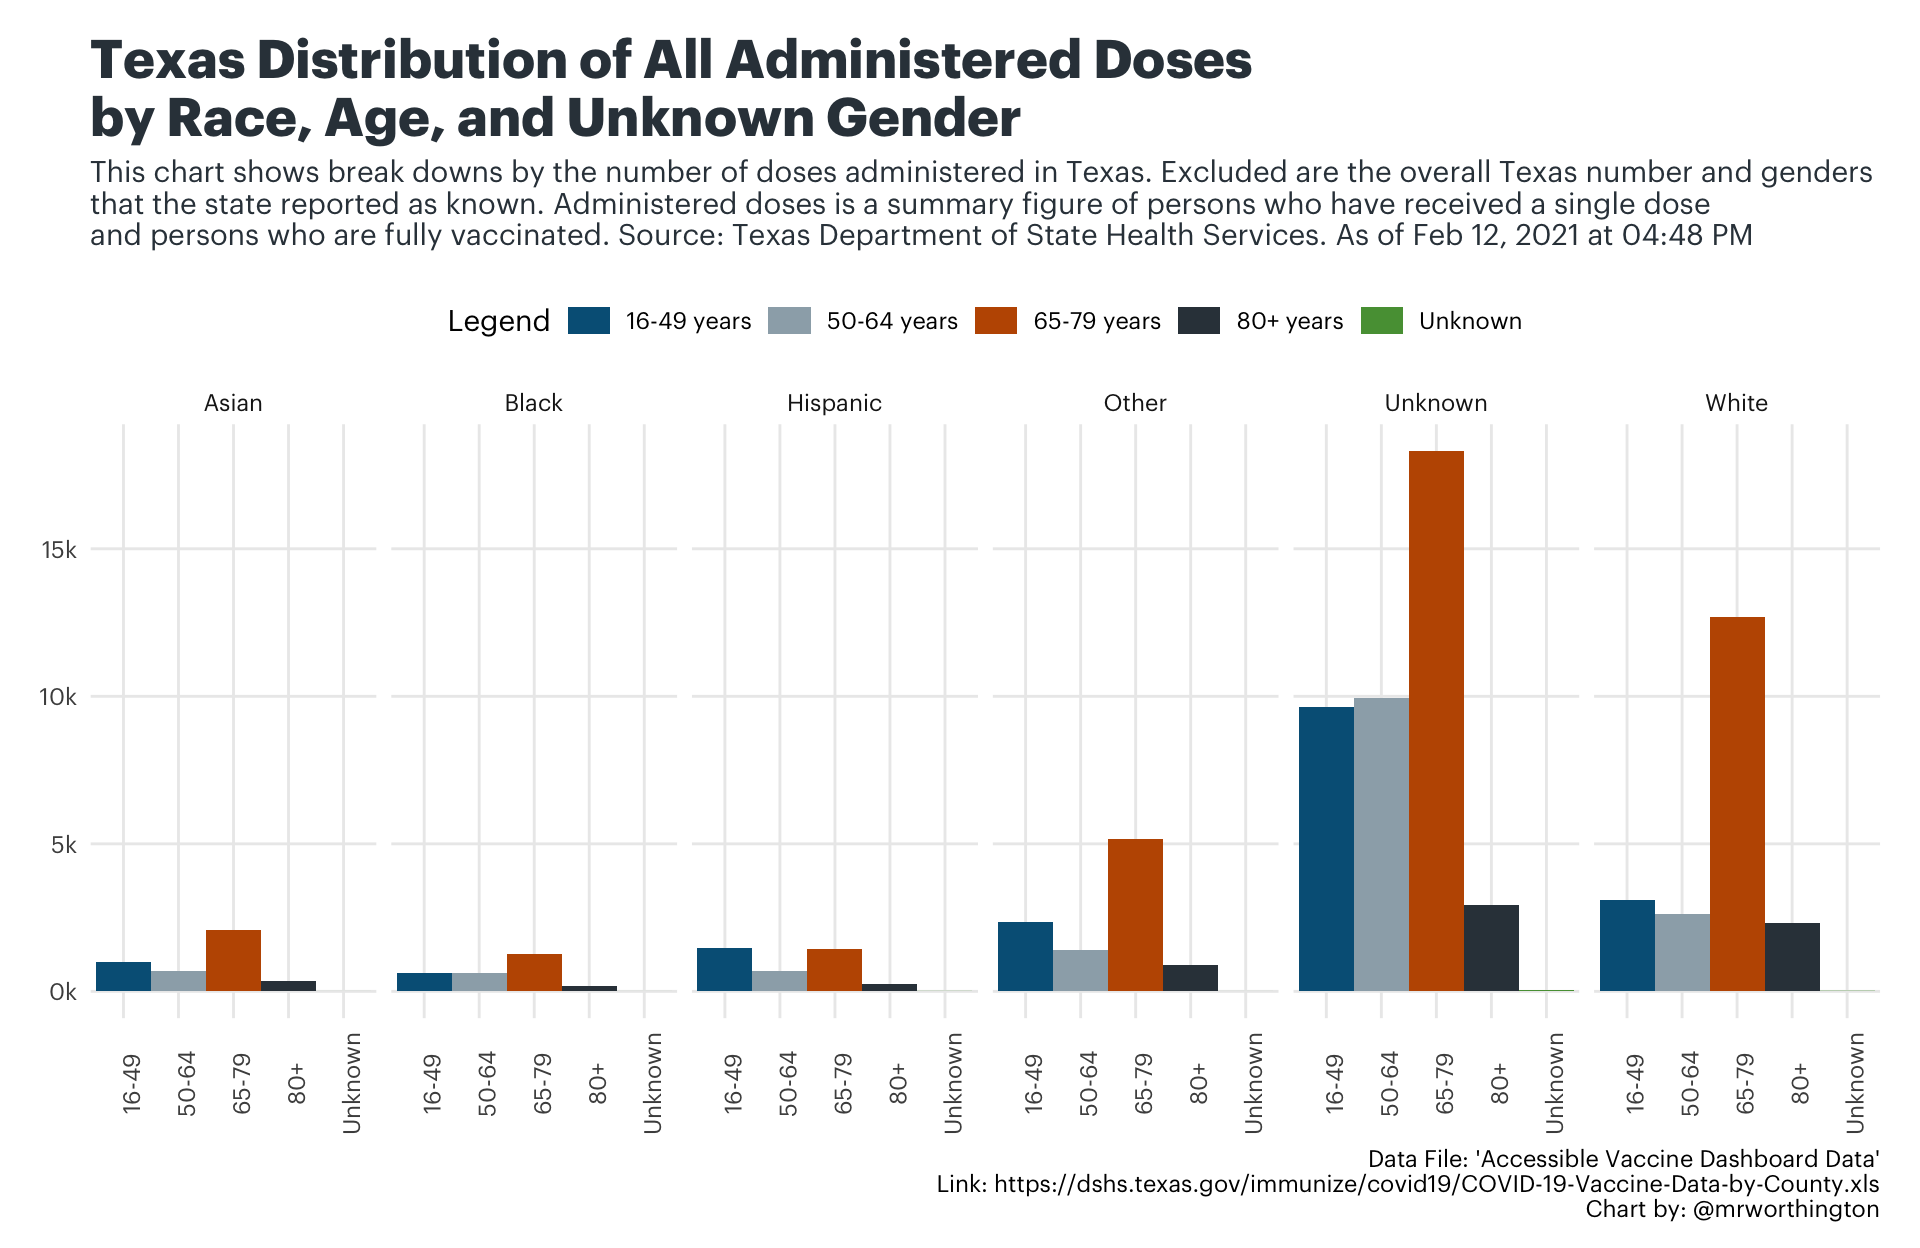 Texas Distribution of All Administered Doses
by Race, Age, and Unknown Gender
This chart shows break downs by the number of doses administered in Texas. Excluded are the overall Texas number and genders
that the state reported as known. Administered doses is a summary figure of persons who have received a single dose
and persons who are fully vaccinated. Source: Texas Department of State Health Services. As of Feb 12, 2021 at 04:48 PM
Legend 16-49 years 50-64 years 65-79 years 80+ years Unknown
Asian Black Hispanic Other Unknown White
15k
10k
5k
0k
16-49 50-64 65-79 80+ Unknown 16-49 50-64 65-79 80+ Unknown 16-49 50-64 65-79 80+ Unknown 16-49 50-64 65-79 80+ Unknown 16-49 50-64 65-79 80+ Unknown 16-49 50-64 65-79 80+ Unknown
Data File: 'Accessible Vaccine Dashboard Data'
Link: https://dshs.texas.gov/immunize/covid19/COVID-19-Vaccine-Data-by-County.xls
Chart by: @mrworthington